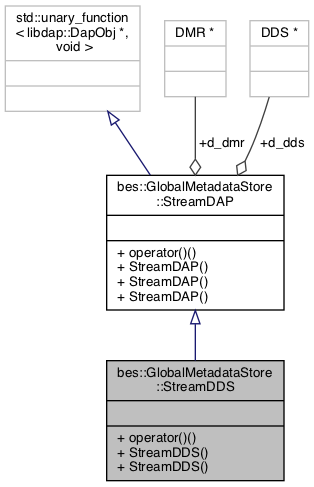 std::unary_function
< libdap::DapObj *,
void >
DMR *
DDS *
+d_dmr
+d_dds
bes::GlobalMetadataStore
::StreamDAP
+ operator()()
+ StreamDAP()
+ StreamDAP()
+ StreamDAP()
bes::GlobalMetadataStore
::StreamDDS
+ operator()()
+ StreamDDS()
+ StreamDDS()